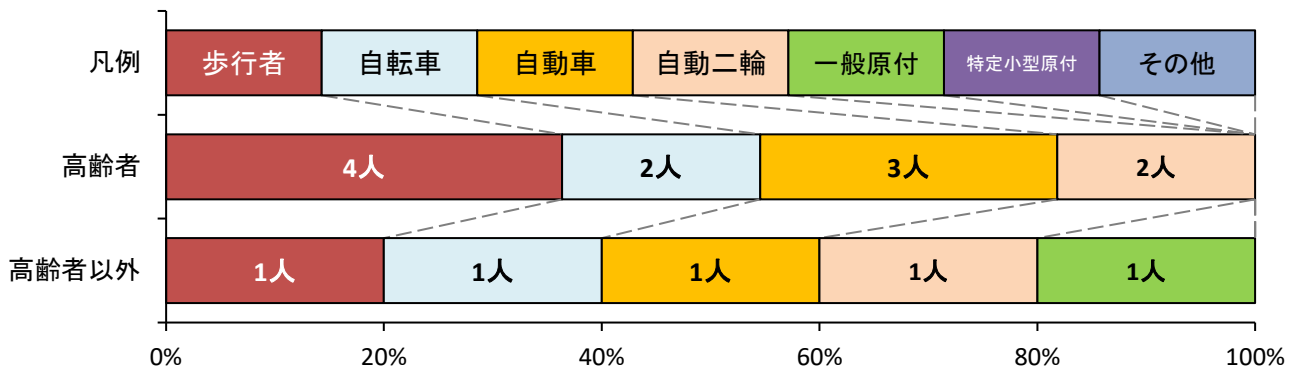 凡例 歩行者 自転車 自動車 自動二輪 一般原付 特定小型原付 その他
高齢者 4人 2人 3人 2人
高齢者以外 1人 1人 1人 1人 1人
0% 20% 40% 60% 80% 100%